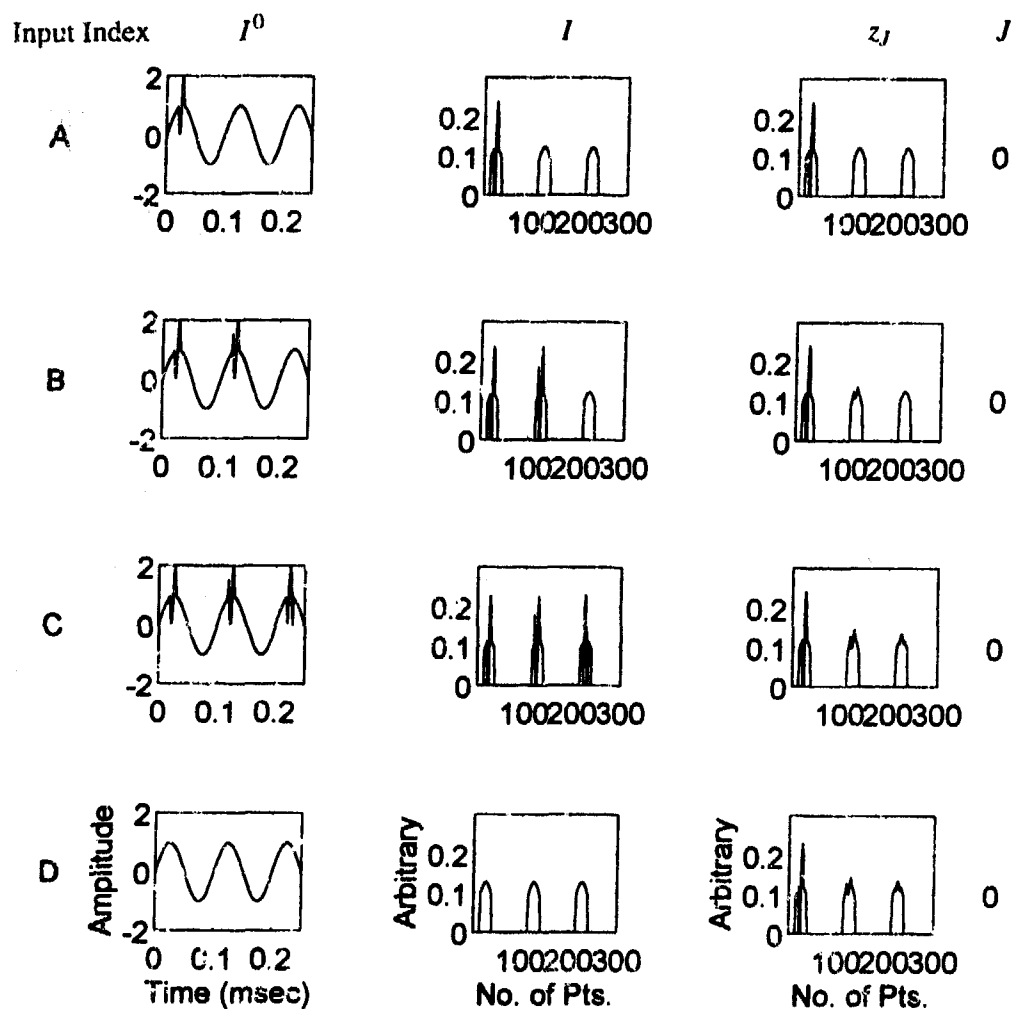 Input Index I⁰ I z_J J
2 0.2 0.2
A 0 0.1 0.1 0
-2 0 0
0 0.1 0.2 100200300 100200300
2 0.2 0.2
B 0 0.1 0.1 0
-2 0 0
0 0.1 0.2 100200300 100200300
2 0.2 0.2
C 0 0.1 0.1 0
-2 0 0
0 0.1 0.2 100200300 100200300
Amplitude Arbitrary Arbitrary
2 0.2 0.2
D 0 0.1 0.1 0
-2 0 0
0 0.1 0.2 100200300 100200300
Time (msec) No. of Pts. No. of Pts.